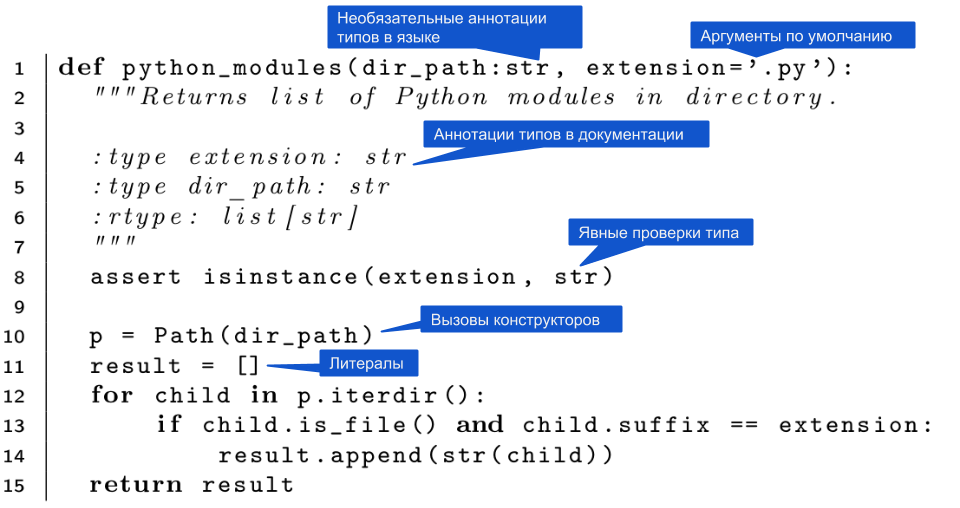 Необязательные аннотации
типов в языке
Аргументы по умолчанию
1 def python_modules(dir_path:str, extension='.py'):
2 """Returns list of Python modules in directory.
3
Аннотации типов в документации
4 :type extension: str
5 :type dir_path: str
6 :rtype: list[str]
7 """
Явные проверки типа
8 assert isinstance(extension, str)
9
Вызовы конструкторов
10 p = Path(dir_path)
Литералы
11 result = []
12 for child in p.iterdir():
13 if child.is_file() and child.suffix == extension:
14 result.append(str(child))
15 return result